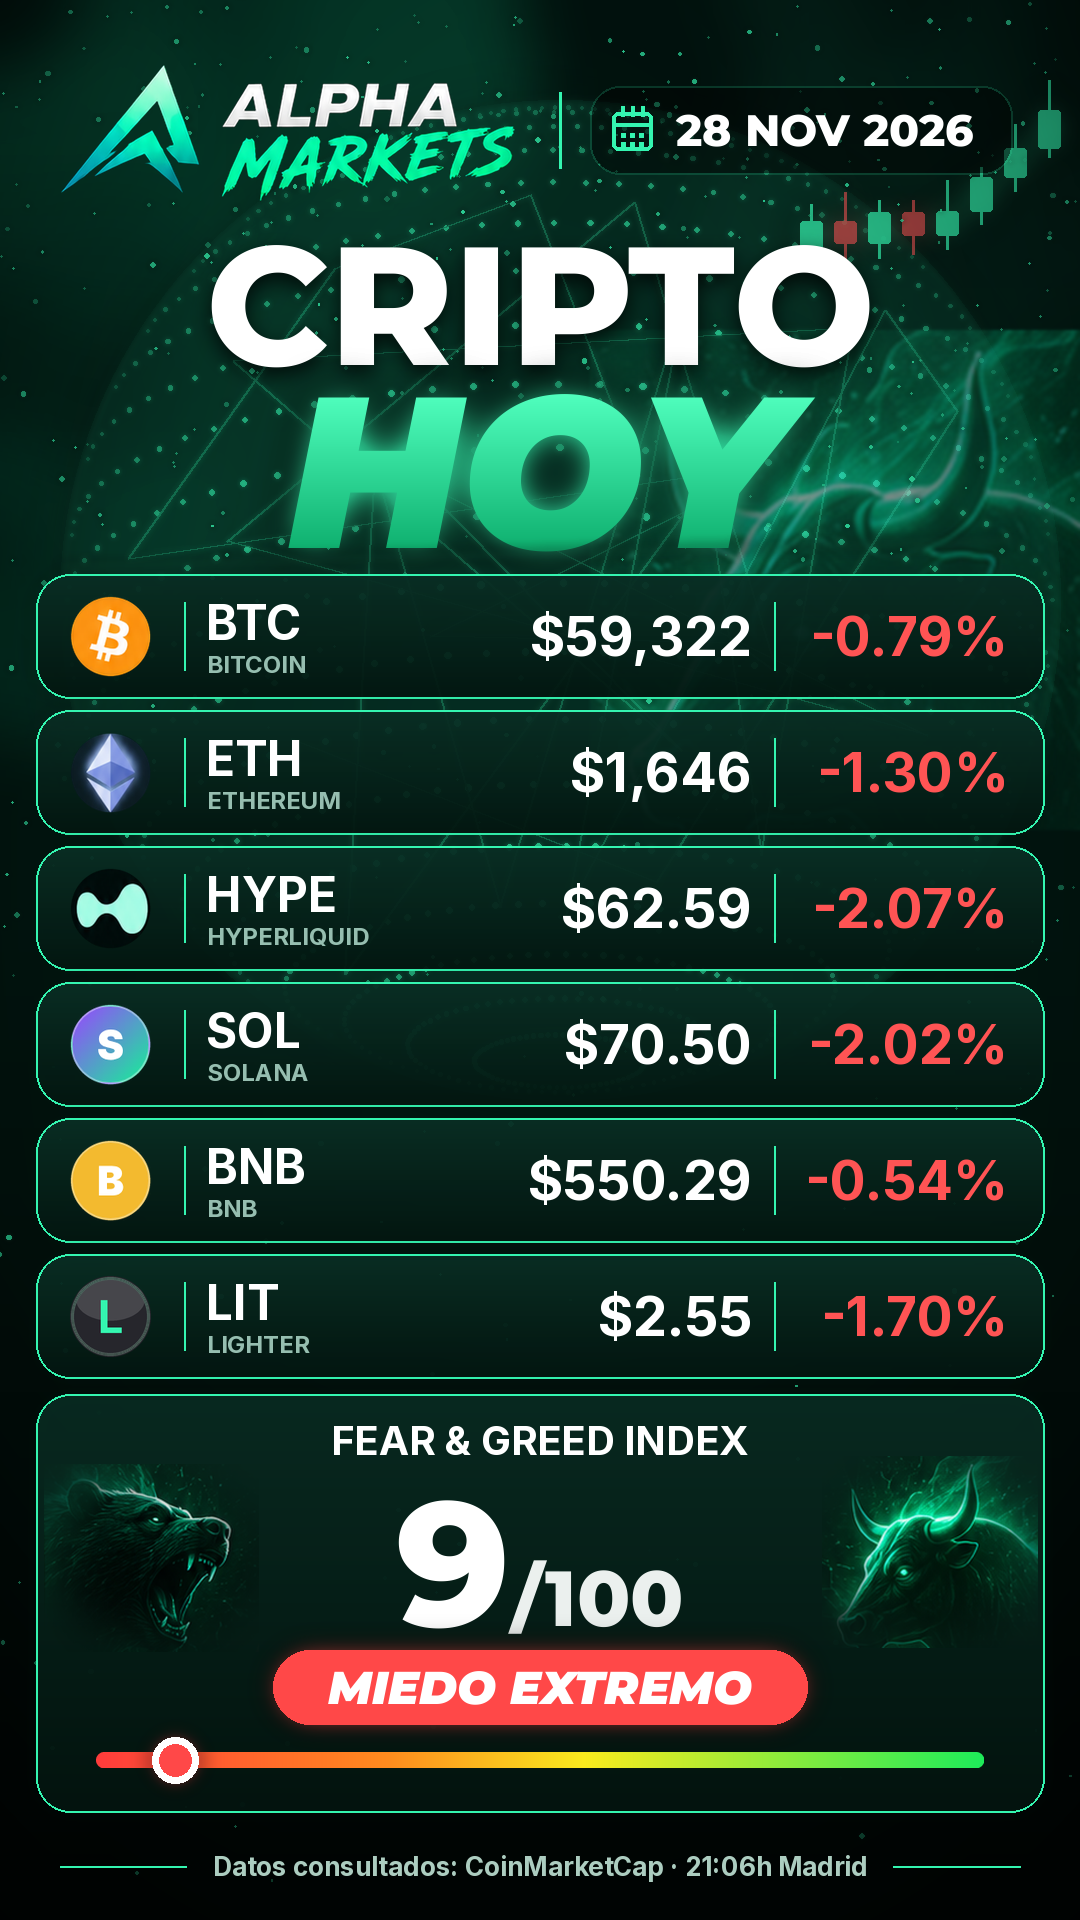 ALPHA
MARKETS
28 NOV 2026
CRIPTO
HOY
BTC
BITCOIN
$59,322
-0.79%
ETH
ETHEREUM
$1,646
-1.30%
HYPE
HYPERLIQUID
$62.59
-2.07%
S
SOL
SOLANA
$70.50
-2.02%
B
BNB
BNB
$550.29
-0.54%
L
LIT
LIGHTER
$2.55
-1.70%
FEAR & GREED INDEX
9/100
MIEDO EXTREMO
Datos consultados: CoinMarketCap · 21:06h Madrid